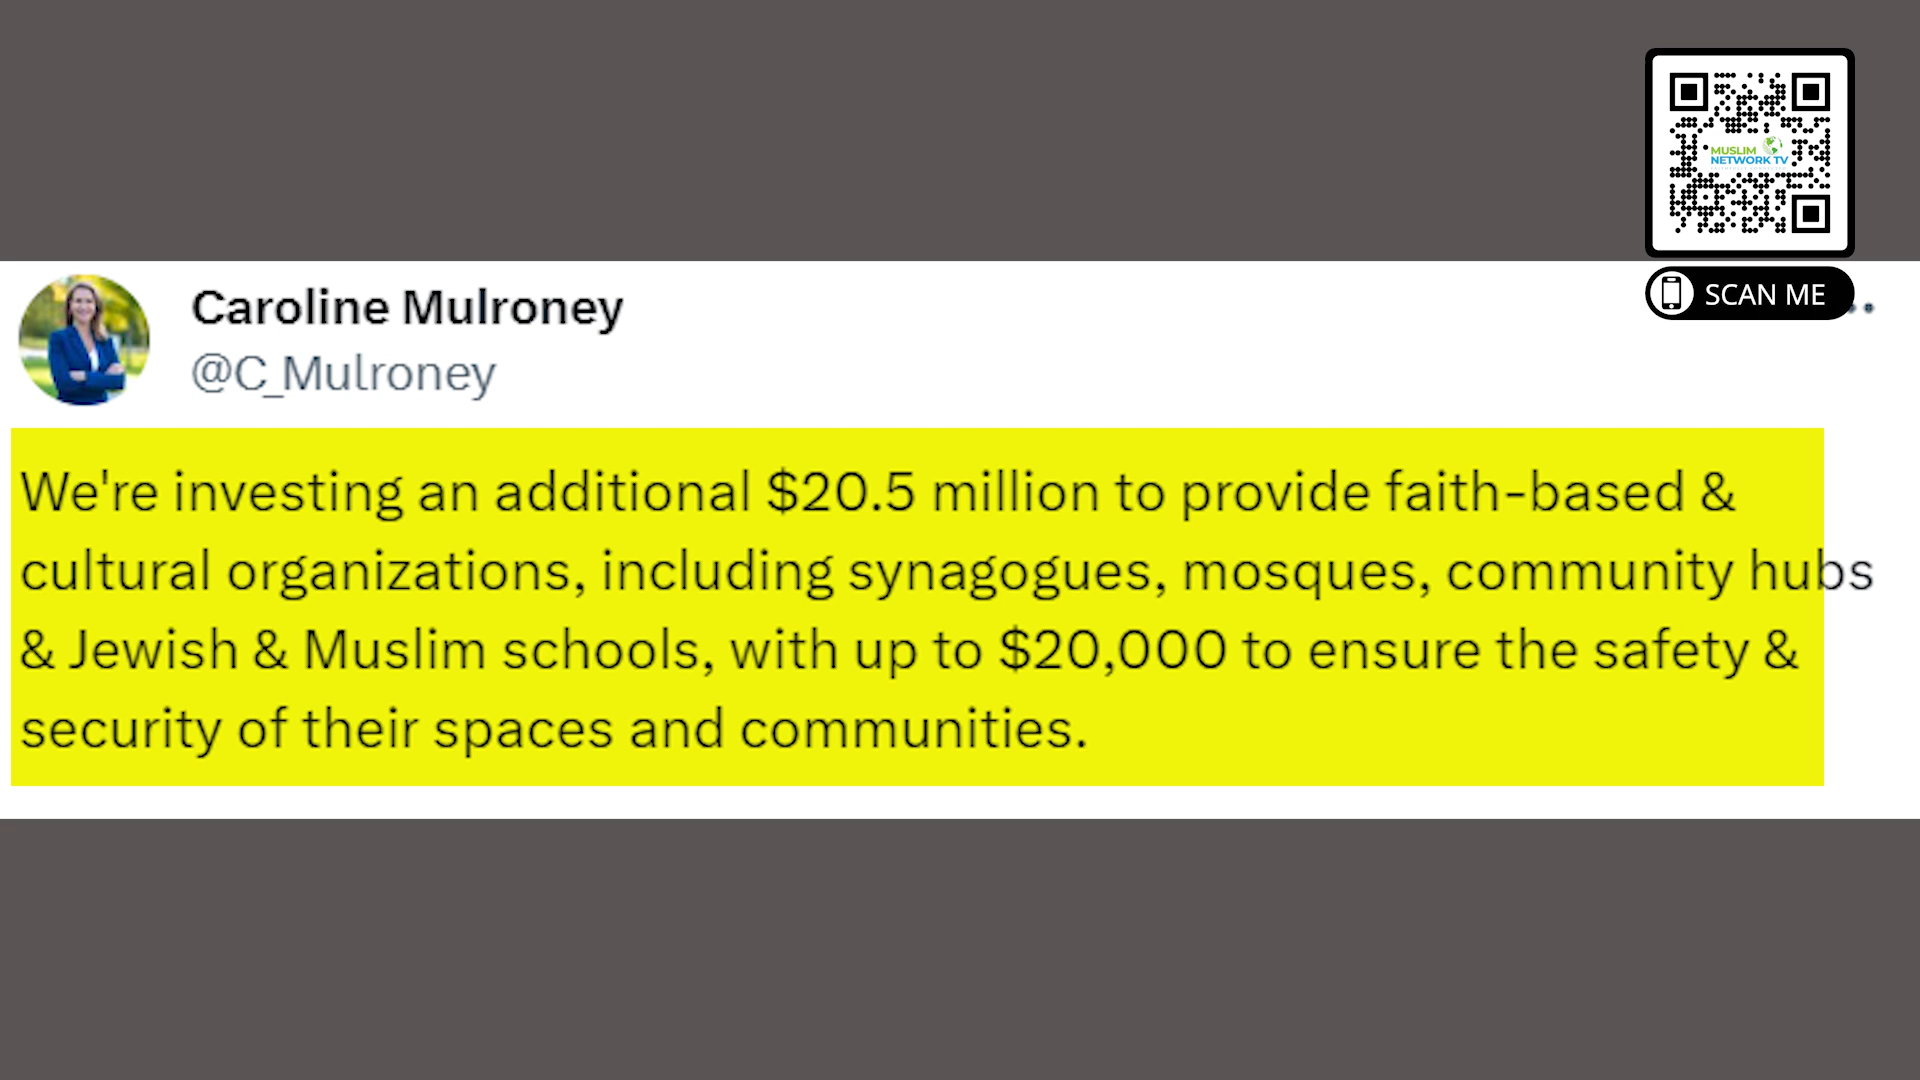 MUSLIM
NETWORK TV
SCAN ME
Caroline Mulroney
@C_Mulroney
We're investing an additional $20.5 million to provide faith-based &
cultural organizations, including synagogues, mosques, community hubs
& Jewish & Muslim schools, with up to $20,000 to ensure the safety &
security of their spaces and communities.